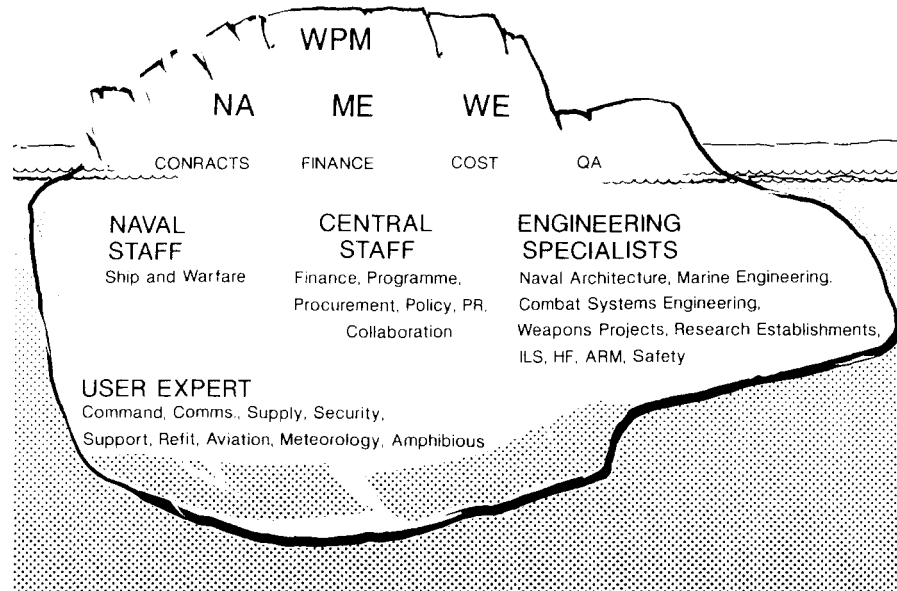 WPM
NA ME WE
CONRACTS FINANCE COST QA
NAVAL
STAFF
Ship and Warfare
CENTRAL
STAFF
Finance, Programme,
Procurement, Policy, PR,
Collaboration
ENGINEERING
SPECIALISTS
Naval Architecture, Marine Engineering.
Combat Systems Engineering,
Weapons Projects, Research Establishments,
ILS, HF, ARM, Safety
USER EXPERT
Command, Comms., Supply, Security,
Support, Refit, Aviation, Meteorology, Amphibious